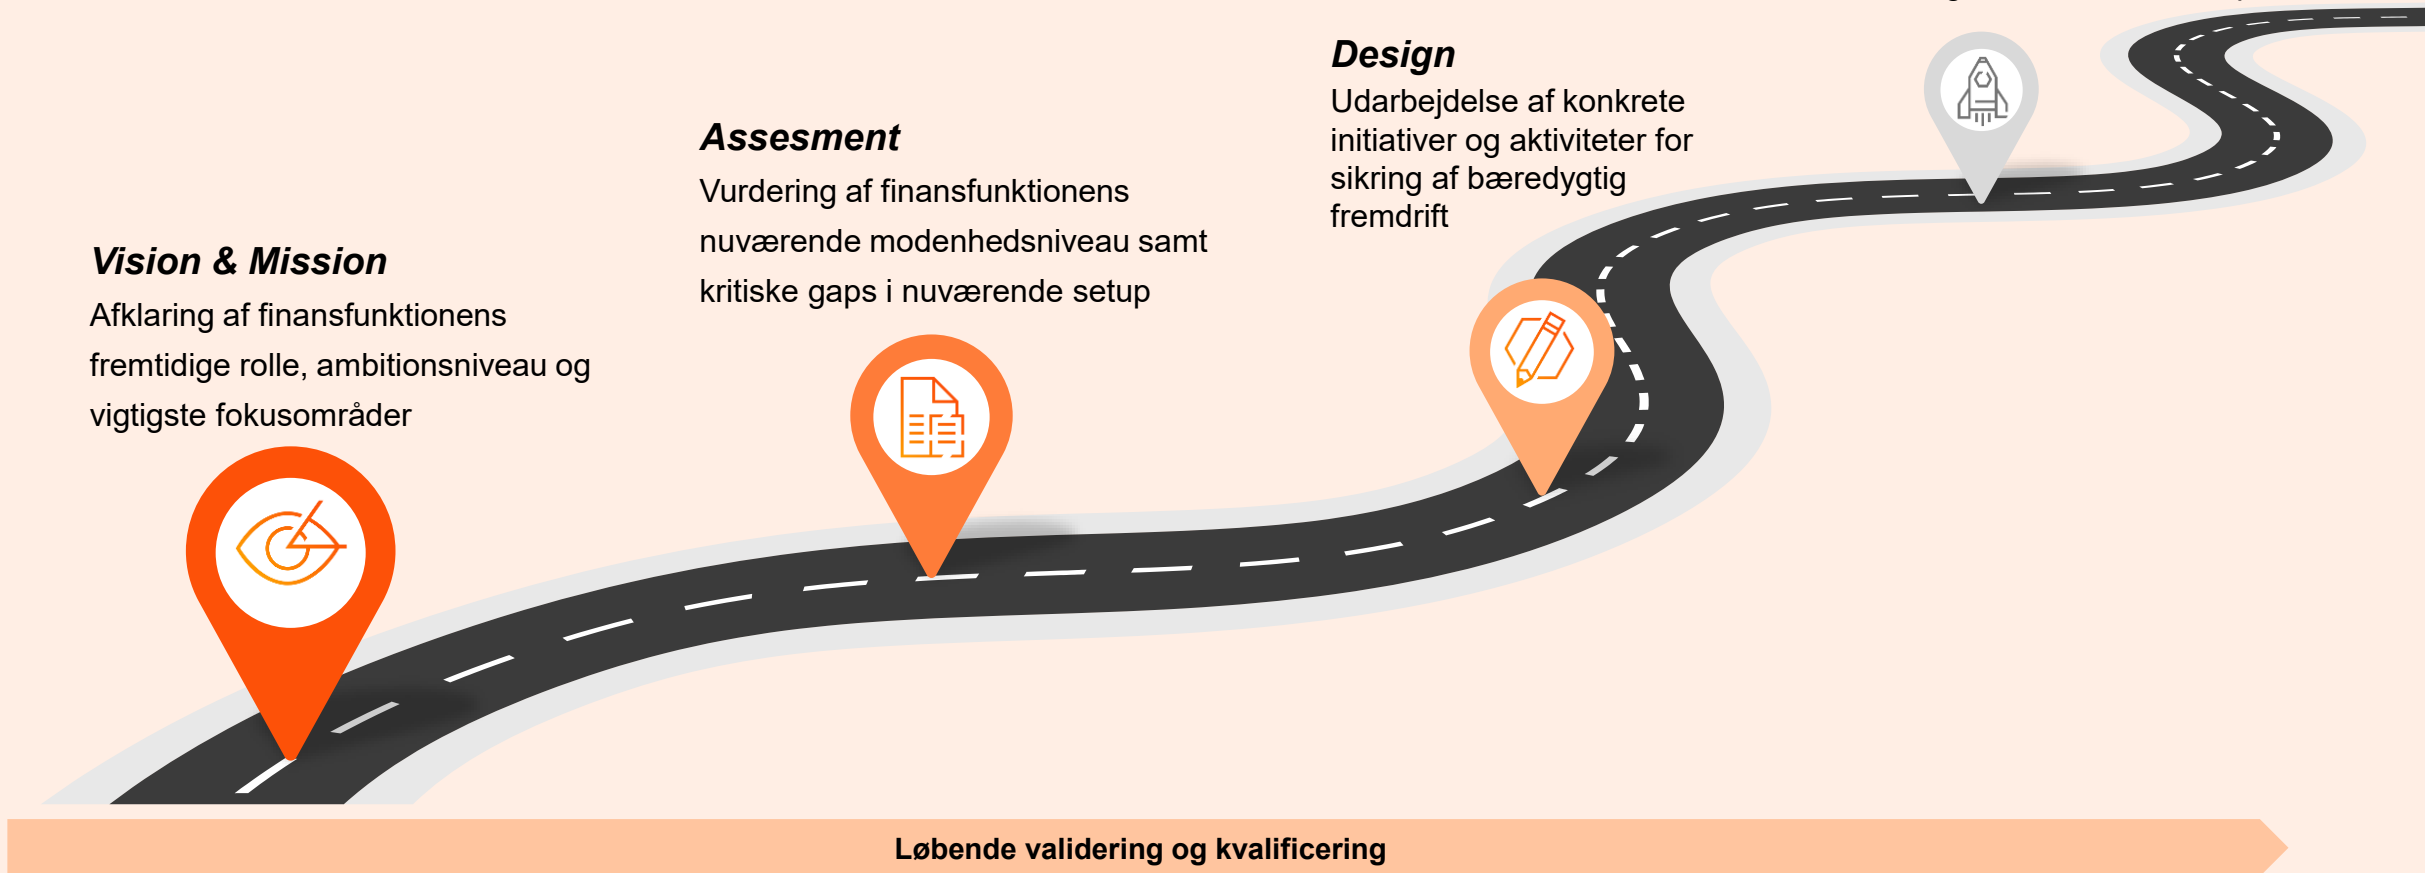 Vision & Mission
Afklaring af finansfunktionens
fremtidige rolle, ambitionsniveau og
vigtigste fokusområder
Assesment
Vurdering af finansfunktionens
nuværende modenhedsniveau samt
kritiske gaps i nuværende setup
Design
Udarbejdelse af konkrete
initiativer og aktiviteter for
sikring af bæredygtig
fremdrift
Løbende validering og kvalificering